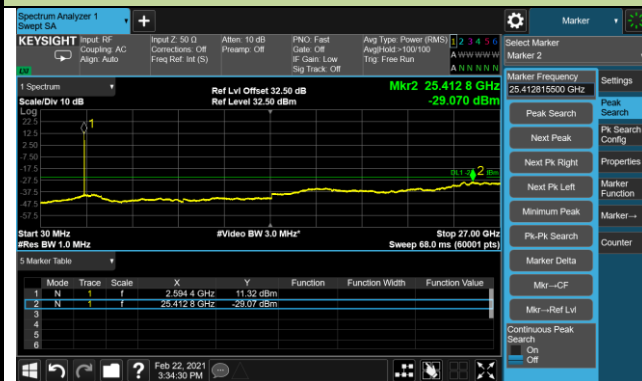 Spectrum Analyzer 1
Swept SA
KEYSIGHT
Input: RF
Coupling: AC
Align: Auto
Input Z: 50 Ω
Corrections: Off
Freq Ref: Int (S)
Atten: 10 dB
Preamp: Off
PNO: Fast
Gate: Off
IF Gain: Low
Sig Track: Off
Avg Type: Power (RMS)
Avg|Hold:>100/100
Trig: Free Run
1 2 3 4 5 6
A W W W W W
A N N N N N
1 Spectrum
Scale/Div 10 dB
Ref Lvl Offset 32.50 dB
Ref Level 32.50 dBm
Mkr2 25.412 8 GHz
-29.070 dBm
Log
22.5
12.5
2.50
-7.50
-17.5
-27.5
-37.5
-47.5
-57.5
1
2
Start 30 MHz
#Res BW 1.0 MHz
#Video BW 3.0 MHz*
Stop 27.00 GHz
Sweep 68.0 ms (60001 pts)
5 Marker Table
Mode Trace Scale X Y Function Function Width Function Value
1 N 1 f 2.594 4 GHz 11.32 dBm
2 N 1 f 25.412 8 GHz -29.07 dBm
3
4
5
6
Feb 22, 2021
3:34:30 PM
Marker
Select Marker
Marker 2
Marker Frequency
25.412815500 GHz
Peak Search
Next Peak
Next Pk Right
Next Pk Left
Minimum Peak
Pk-Pk Search
Marker Delta
Mkr→CF
Mkr→Ref Lvl
Continuous Peak
Search
On
Off
Settings
Peak
Search
Pk Search
Config
Properties
Marker
Function
Marker→
Counter